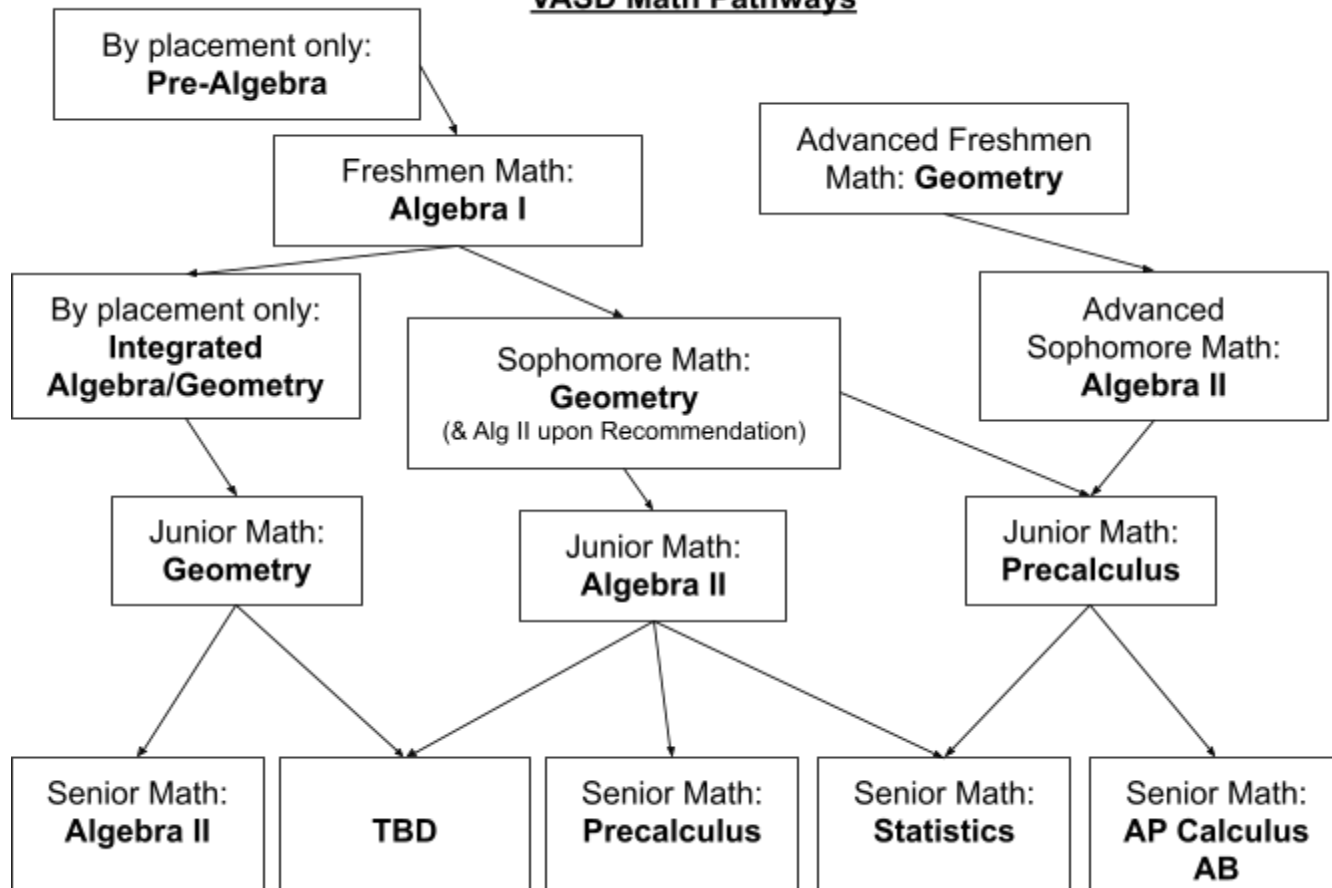 VASD Math Pathways
By placement only:
Pre-Algebra
Advanced Freshmen
Math: Geometry
Freshmen Math:
Algebra I
By placement only:
Integrated
Algebra/Geometry
Sophomore Math:
Geometry
(& Alg II upon Recommendation)
Advanced
Sophomore Math:
Algebra II
Junior Math:
Geometry
Junior Math:
Algebra II
Junior Math:
Precalculus
Senior Math:
Algebra II
TBD
Senior Math:
Precalculus
Senior Math:
Statistics
Senior Math:
AP Calculus
AB